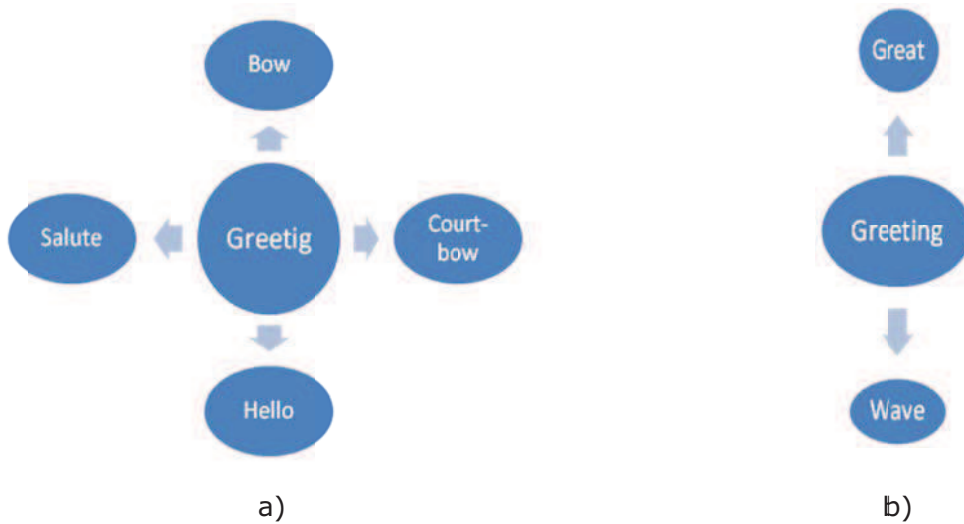 Bow
Great
Salute
Greetig
Court-
bow
Greeting
Hello
Wave
a)
b)